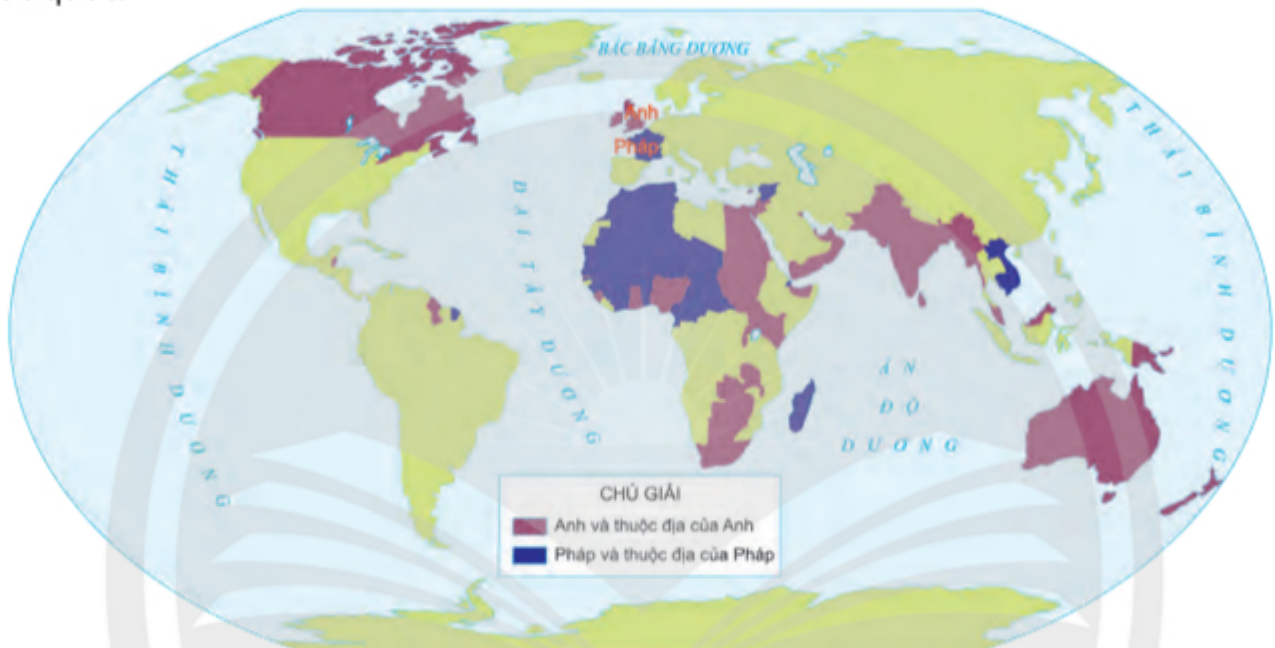 BẮC BĂNG DƯƠNG
Anh
Pháp
THÁI BÌNH DƯƠNG
ĐẠI TÂY DƯƠNG
THÁI BÌNH DƯƠNG
ẤN
ĐỘ
DƯƠNG
CHÚ GIẢI
Anh và thuộc địa của Anh
Pháp và thuộc địa của Pháp